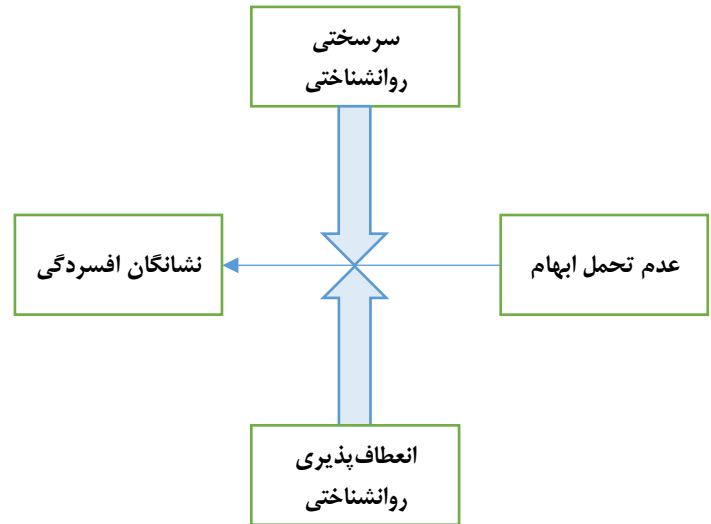 سرسختی
روانشناختی
عدم تحمل ابهام
نشانگان افسردگی
انعطاف‌پذیری
روانشناختی